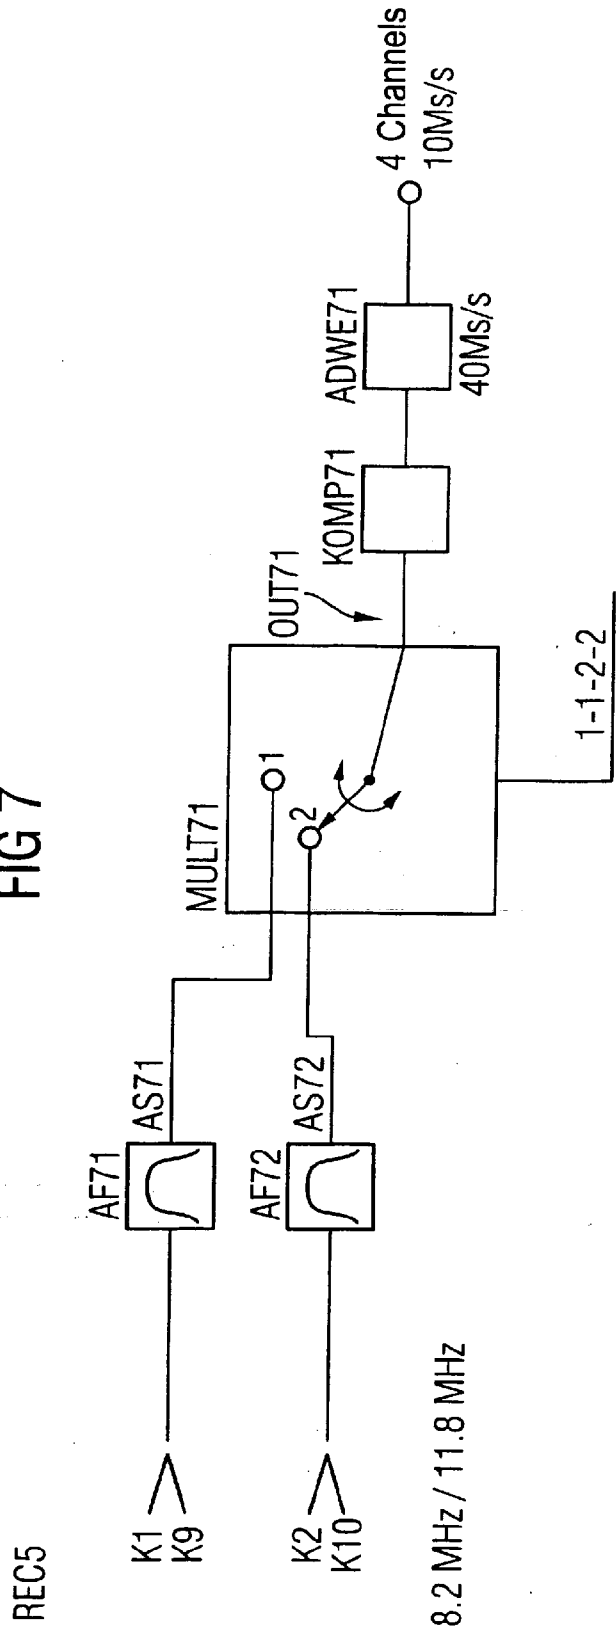 FIG 7
REC5
K1
K9
AF71
AS71
K2
K10
AF72
AS72
8.2 MHz / 11.8 MHz
MULT71
1
2
1-1-2-2
OUT71
KOMP71
ADWE71
40Ms/s
4 Channels
10Ms/s